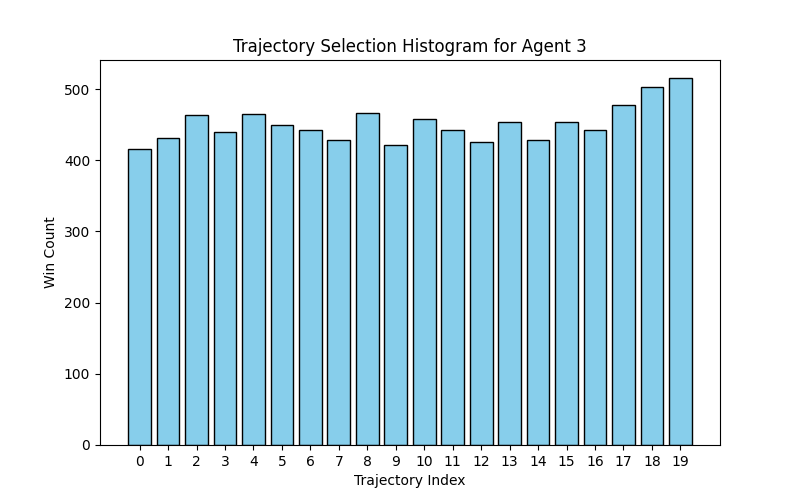 Trajectory Selection Histogram for Agent 3
Win Count
500
400
300
200
100
0
0 1 2 3 4 5 6 7 8 9 10 11 12 13 14 15 16 17 18 19
Trajectory Index